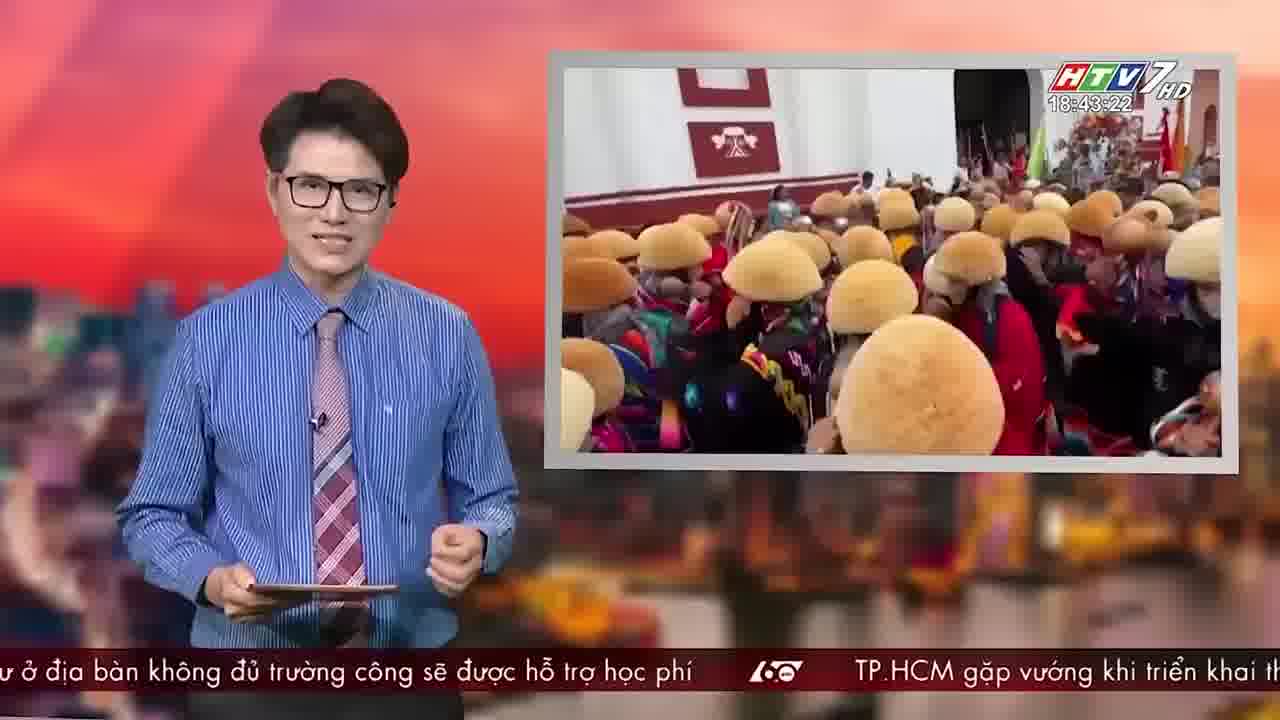 HTV7
HD
18:43:22
ở địa bàn không đủ trường công sẽ được hỗ trợ học phí
60
TP.HCM gặp vướng khi triển khai